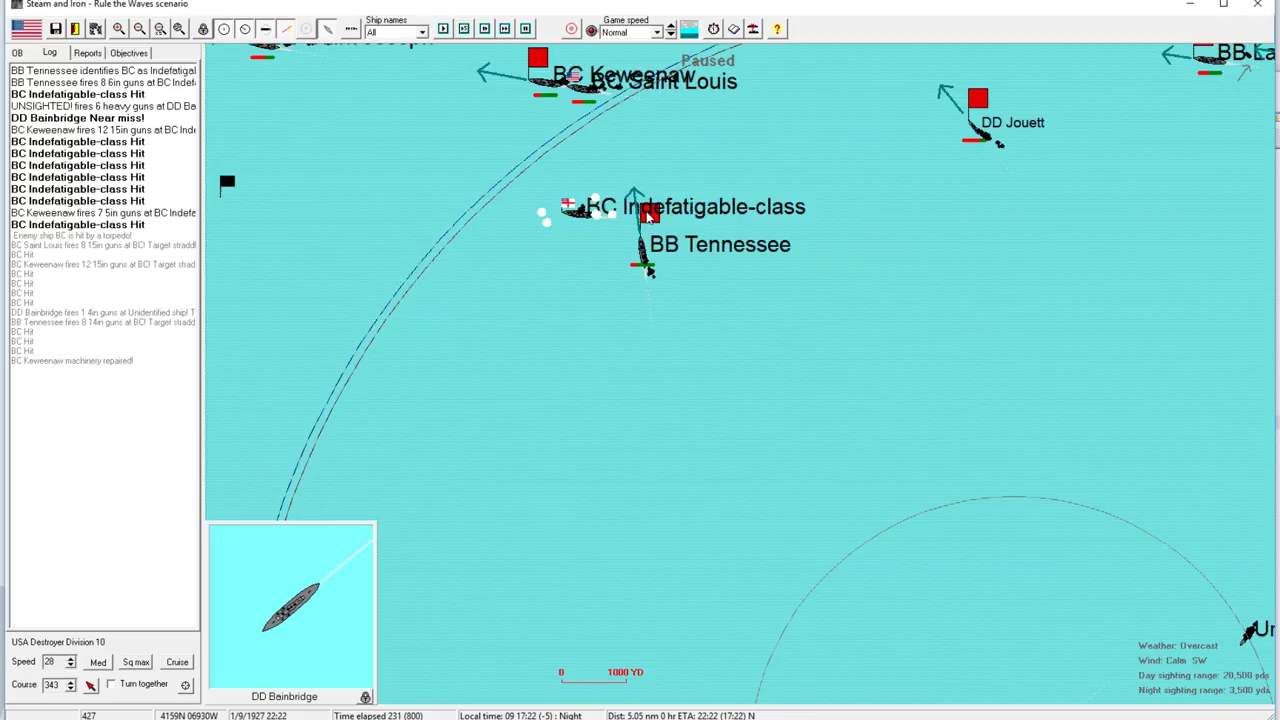 Steam and Iron - Rule the Waves scenario
Ship names
All
Game speed
Normal
OB Log Reports Objectives
BB Tennessee identifies BC as Indefatigal
BB Tennessee fires 8 6in guns at BC Indef
BC Indefatigable-class Hit
UNSIGHTED! fires 6 heavy guns at DD Ba
DD Bainbridge Near miss!
BC Keweenaw fires 12 15in guns at BC Inde
BC Indefatigable-class Hit
BC Indefatigable-class Hit
BC Indefatigable-class Hit
BC Indefatigable-class Hit
BC Indefatigable-class Hit
BC Indefatigable-class Hit
BC Keweenaw fires 7 5in guns at BC Indefe
BC Indefatigable-class Hit
Enemy ship BC is hit by a torpedo!
BC Saint Louis fires 8 15in guns at BC! Target stradd
BC Hit
BC Keweenaw fires 12 15in guns at BC! Target strad
BC Hit
BC Hit
BC Hit
BC Hit
DD Bainbridge fires 1 4in guns at Unidentified ship! T
BB Tennessee fires 8 14in guns at BC! Target stradd
BC Hit
BC Hit
BC Hit
BC Keweenaw machinery repaired!
Paused
BC Keweenaw
BC Saint Louis
BB La
DD Jouett
BC Indefatigable-class
BB Tennessee
Un
USA Destroyer Division 10
Speed 28 Med Sq max Cruise
Course 343 Turn together
DD Bainbridge
0 1000 YD
Weather: Overcast
Wind: Calm SW
Day sighting range: 20,500 yds
Night sighting range: 3,500 yds
427 4159N 06930W 1/9/1927 22:22 Time elapsed 231 (800) Local time: 09 17:22 (-5) : Night Dist: 5.05 nm 0 hr ETA: 22:22 (17:22) N